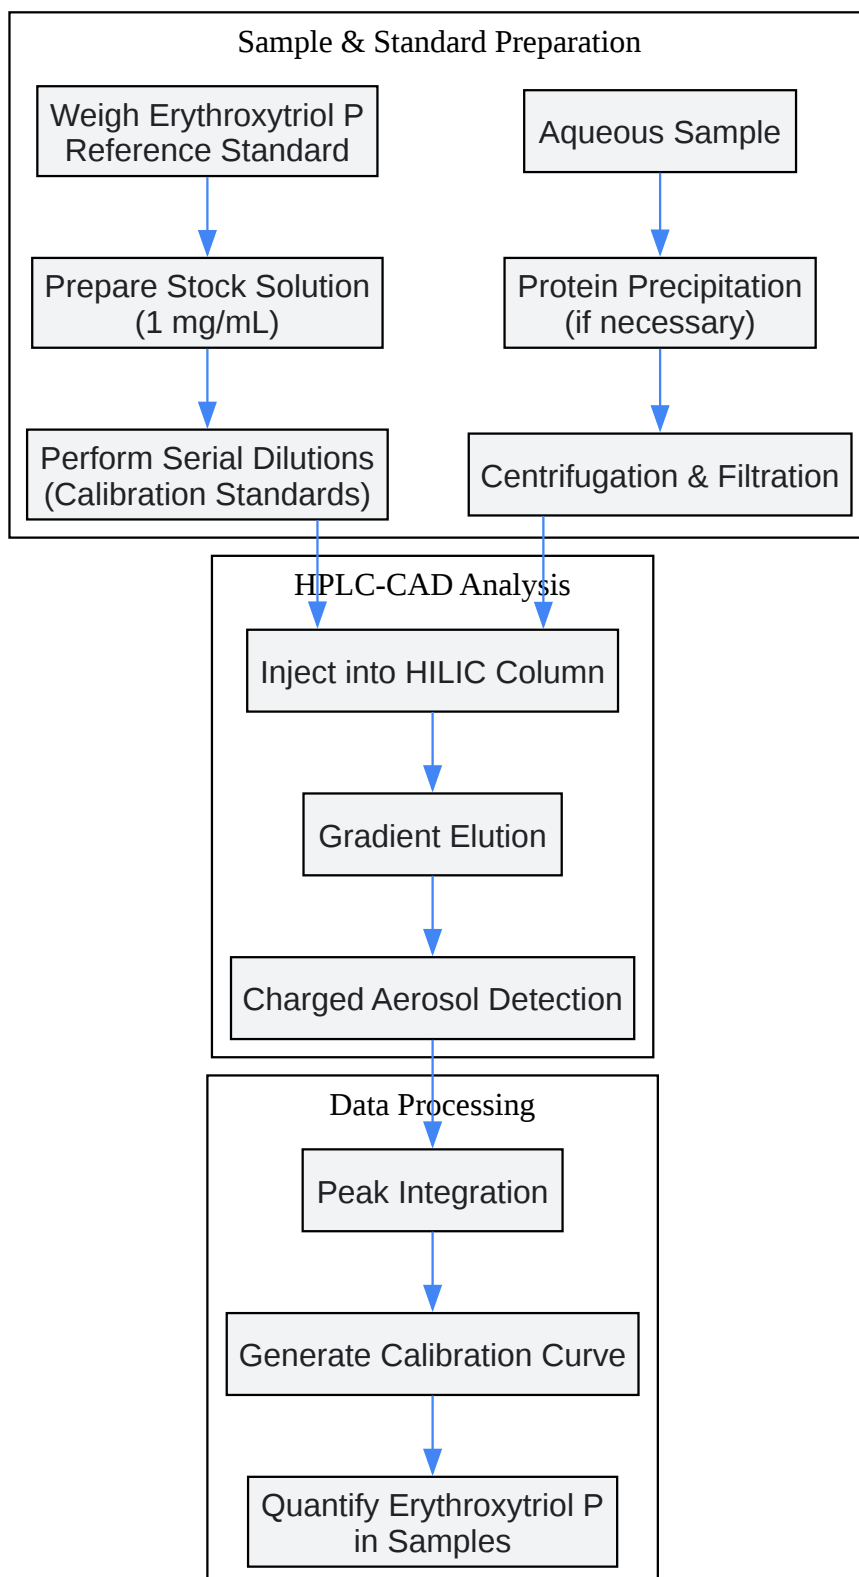 Sample & Standard Preparation
Weigh Erythroxytriol P
Reference Standard
Aqueous Sample
Prepare Stock Solution
(1 mg/mL)
Protein Precipitation
(if necessary)
Perform Serial Dilutions
(Calibration Standards)
Centrifugation & Filtration
HPLC-CAD Analysis
Inject into HILIC Column
Gradient Elution
Charged Aerosol Detection
Data Processing
Peak Integration
Generate Calibration Curve
Quantify Erythroxytriol P
in Samples